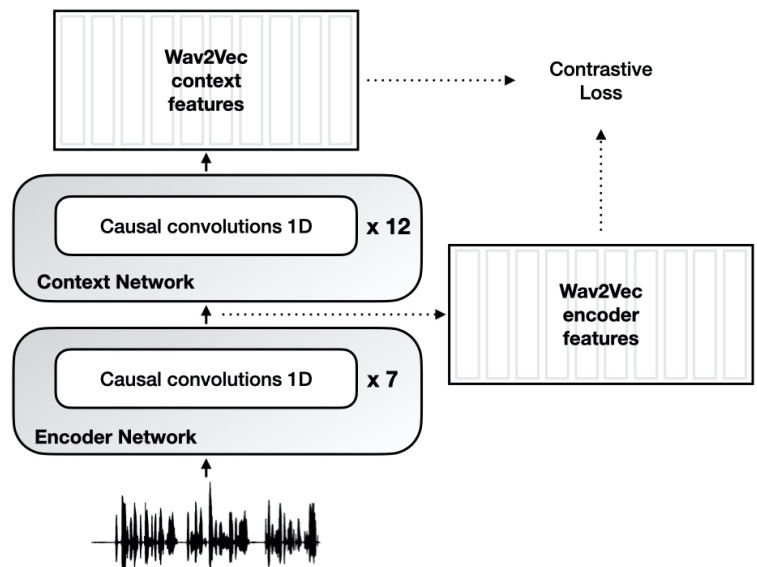 Wav2Vec
context
features
Contrastive
Loss
Causal convolutions 1D
x 12
Context Network
Wav2Vec
encoder
features
Causal convolutions 1D
x 7
Encoder Network